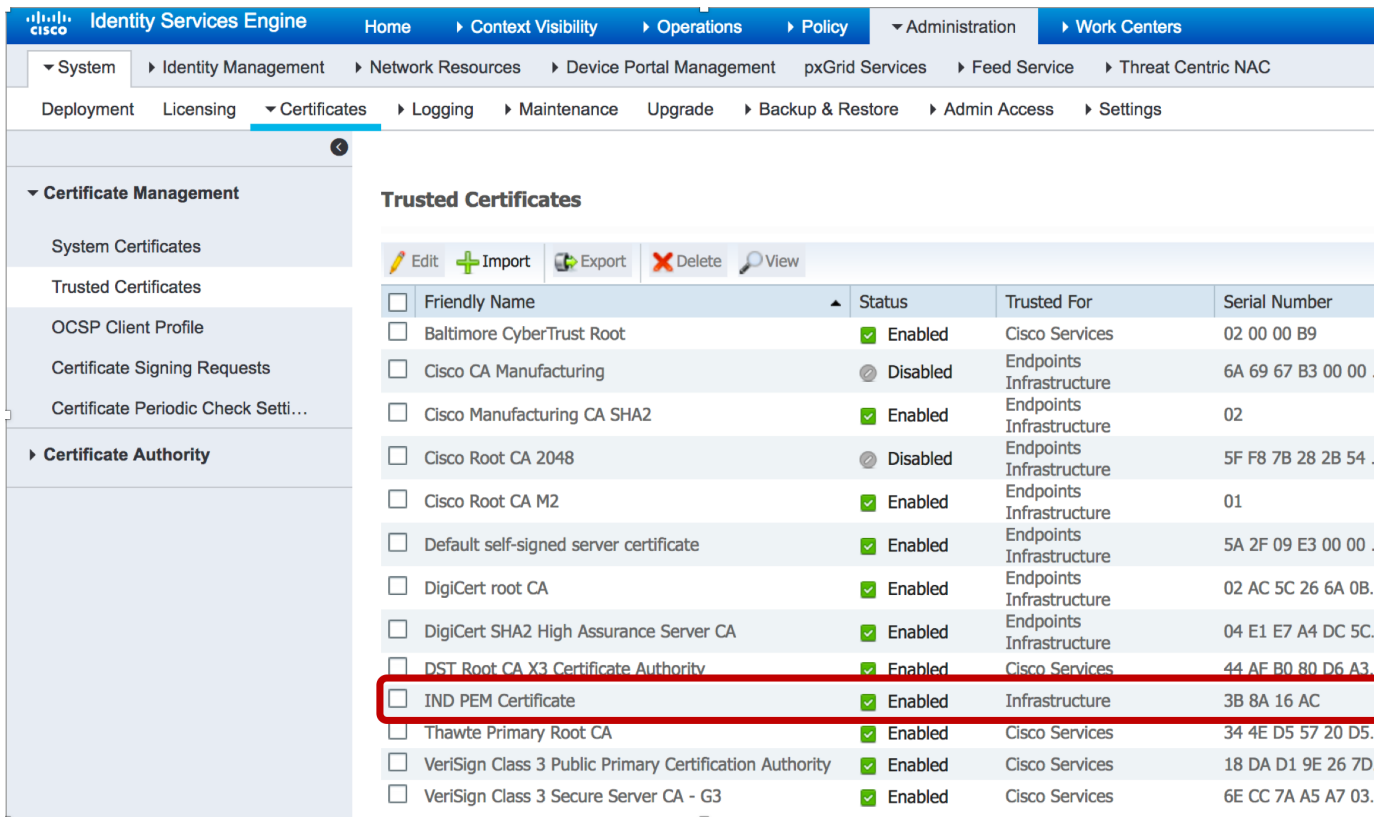 cisco Identity Services Engine Home Context Visibility Operations Policy Administration Work Centers
System Identity Management Network Resources Device Portal Management pxGrid Services Feed Service Threat Centric NAC
Deployment Licensing Certificates Logging Maintenance Upgrade Backup & Restore Admin Access Settings
Certificate Management
System Certificates
Trusted Certificates
OCSP Client Profile
Certificate Signing Requests
Certificate Periodic Check Setti...
Certificate Authority
Trusted Certificates
Edit Import Export Delete View
Friendly Name Status Trusted For Serial Number
Baltimore CyberTrust Root Enabled Cisco Services 02 00 00 B9
Cisco CA Manufacturing Disabled Endpoints
Infrastructure 6A 69 67 B3 00 00 .
Cisco Manufacturing CA SHA2 Enabled Endpoints
Infrastructure 02
Cisco Root CA 2048 Disabled Endpoints
Infrastructure 5F F8 7B 28 2B 54 .
Cisco Root CA M2 Enabled Endpoints
Infrastructure 01
Default self-signed server certificate Enabled Endpoints
Infrastructure 5A 2F 09 E3 00 00 .
DigiCert root CA Enabled Endpoints
Infrastructure 02 AC 5C 26 6A 0B.
DigiCert SHA2 High Assurance Server CA Enabled Endpoints
Infrastructure 04 E1 E7 A4 DC 5C.
DST Root CA X3 Certificate Authority Enabled Cisco Services 44 AF B0 80 D6 A3.
IND PEM Certificate Enabled Infrastructure 3B 8A 16 AC
Thawte Primary Root CA Enabled Cisco Services 34 4E D5 57 20 D5.
VeriSign Class 3 Public Primary Certification Authority Enabled Cisco Services 18 DA D1 9E 26 7D
VeriSign Class 3 Secure Server CA - G3 Enabled Cisco Services 6E CC 7A A5 A7 03.